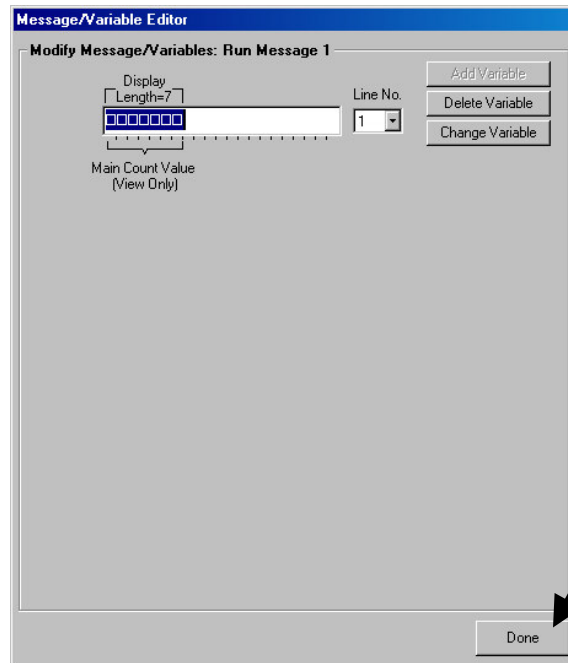 Message/Variable Editor
Modify Message/Variables: Run Message 1
Display
Length=7
Line No.
1
Main Count Value
(View Only)
Add Variable
Delete Variable
Change Variable
Done